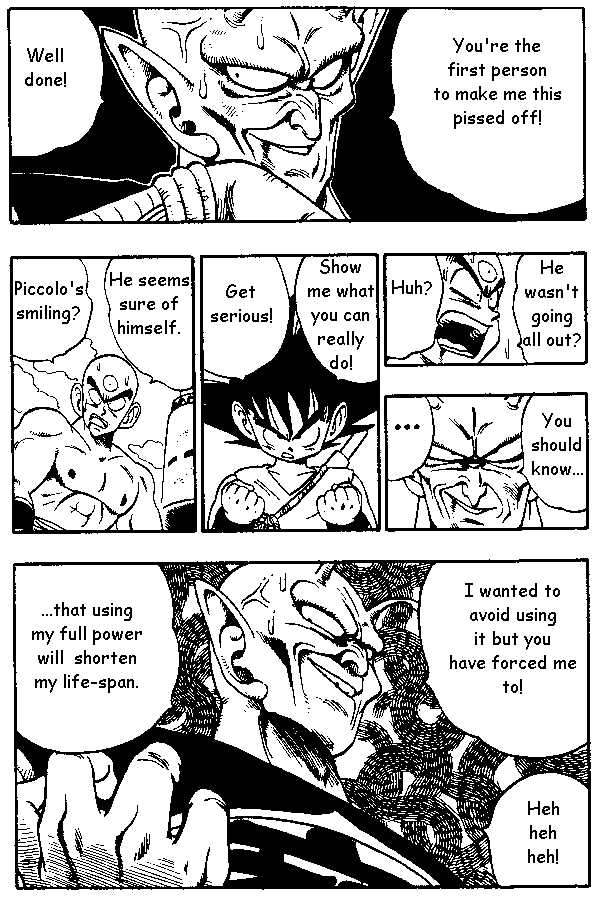 You're the
first person
to make me this
pissed off!
Well
done!
He
wasn't
going
all out?
Huh?
Show
me what
you can
really
do!
Get
serious!
He seems
sure of
himself.
Piccolo's
smiling?
You
should
know...
...
I wanted to
avoid using
it but you
have forced me
to!
...that using
my full power
will shorten
my life-span.
Heh
heh
heh!